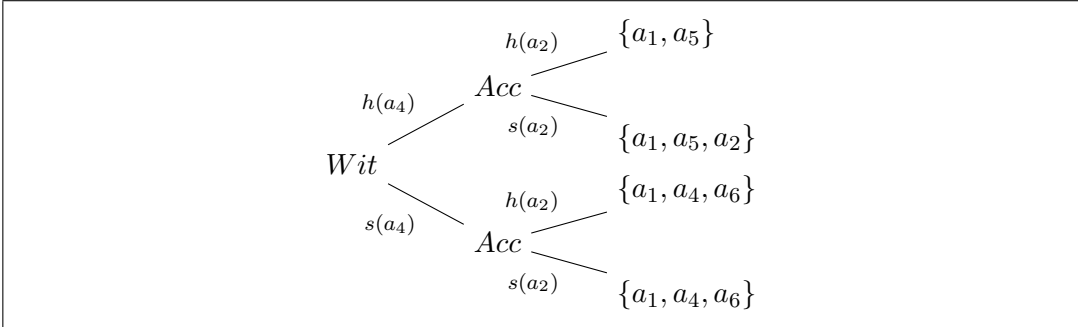 h(a₂)
{a₁, a₅}
Acc
h(a₄)
s(a₂)
{a₁, a₅, a₂}
Wit
h(a₂)
{a₁, a₄, a₆}
s(a₄)
Acc
s(a₂)
{a₁, a₄, a₆}